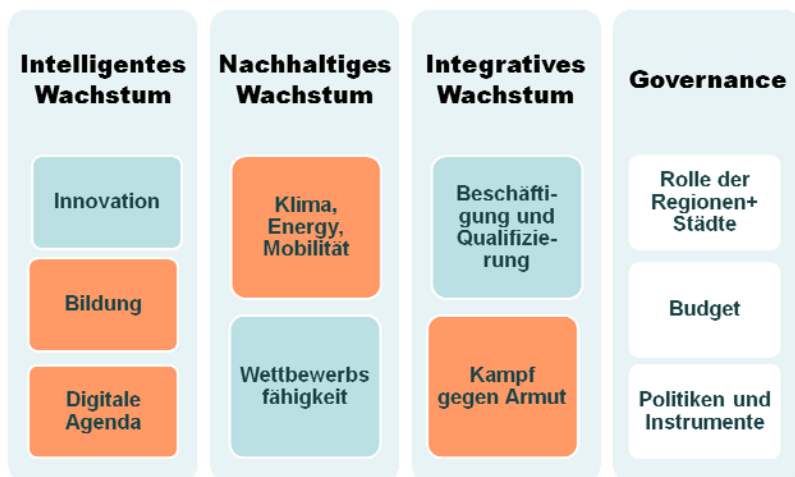 Intelligentes
Wachstum
Innovation
Bildung
Digitale
Agenda
Nachhaltiges
Wachstum
Klima,
Energy,
Mobilität
Wettbewerbs
fähigkeit
Integratives
Wachstum
Beschäfti-
gung und
Qualifizie-
rung
Kampf
gegen Armut
Governance
Rolle der
Regionen+
Städte
Budget
Politiken und
Instrumente